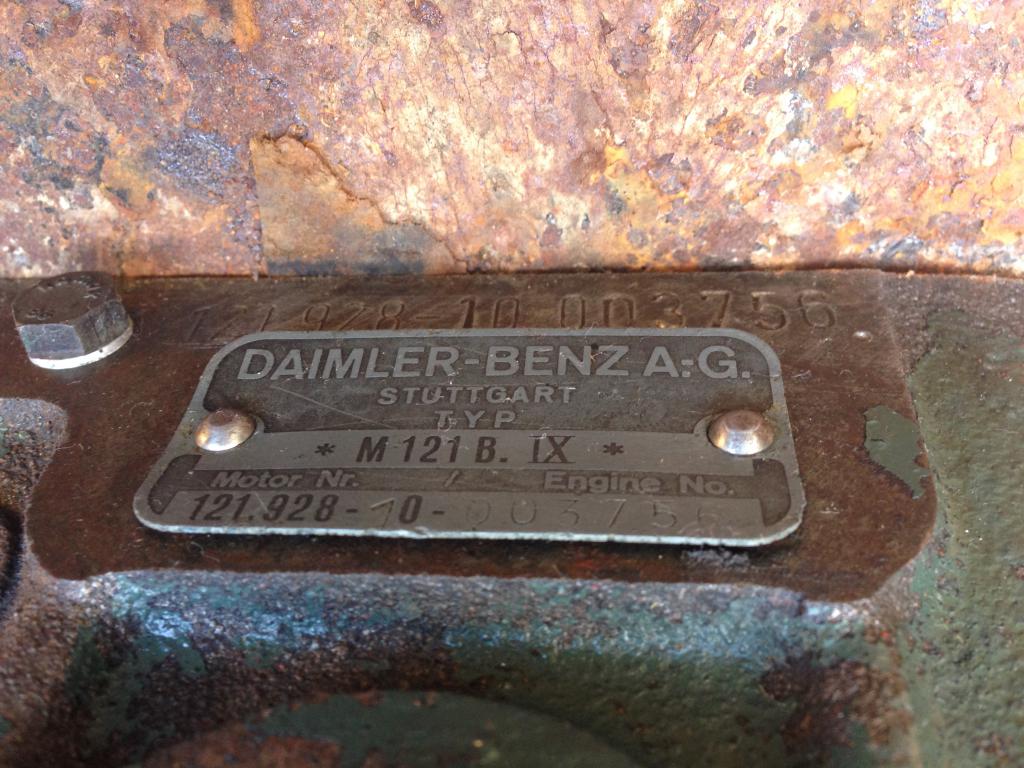 121.928-10 003756
DAIMLER-BENZ A.-G.
STUTTGART
TYP
* M 121 B. IX *
Motor Nr. / Engine No.
121.928-10-003756